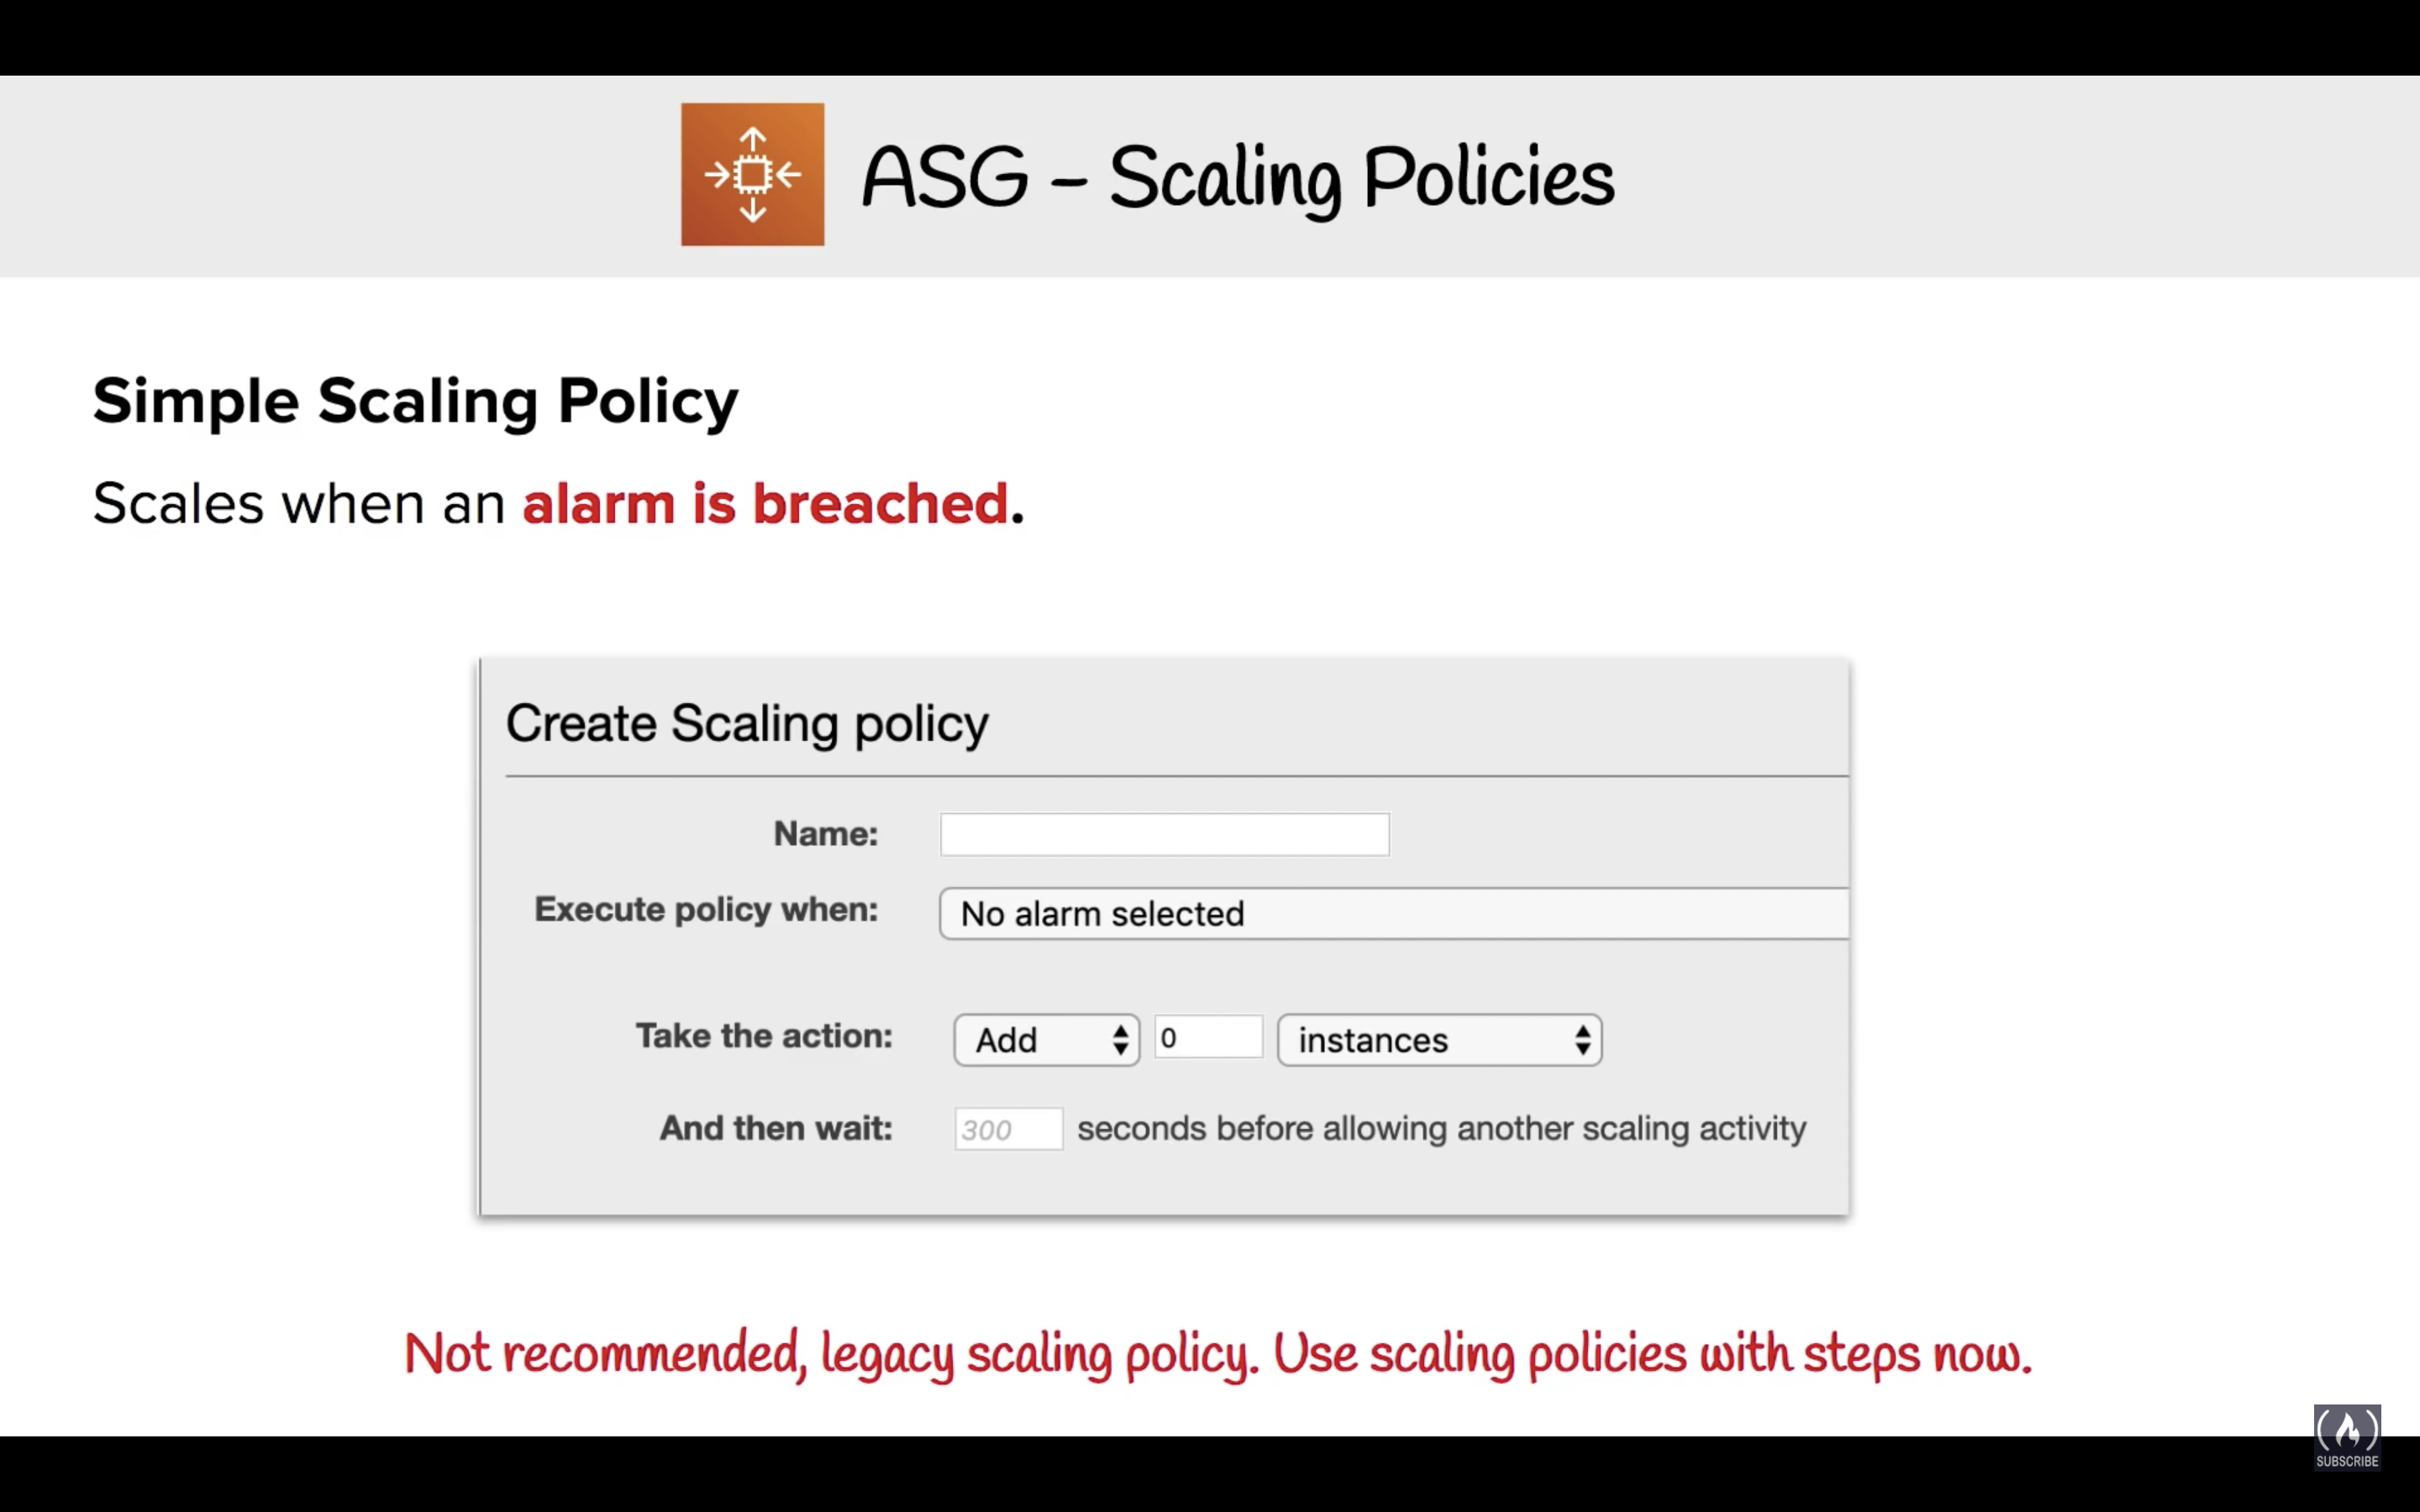 ASG - Scaling Policies
Simple Scaling Policy
Scales when an alarm is breached.
Create Scaling policy
Name:
Execute policy when: No alarm selected
Take the action: Add 0 instances
And then wait: 300 seconds before allowing another scaling activity
Not recommended, legacy scaling policy. Use scaling policies with steps now.
SUBSCRIBE